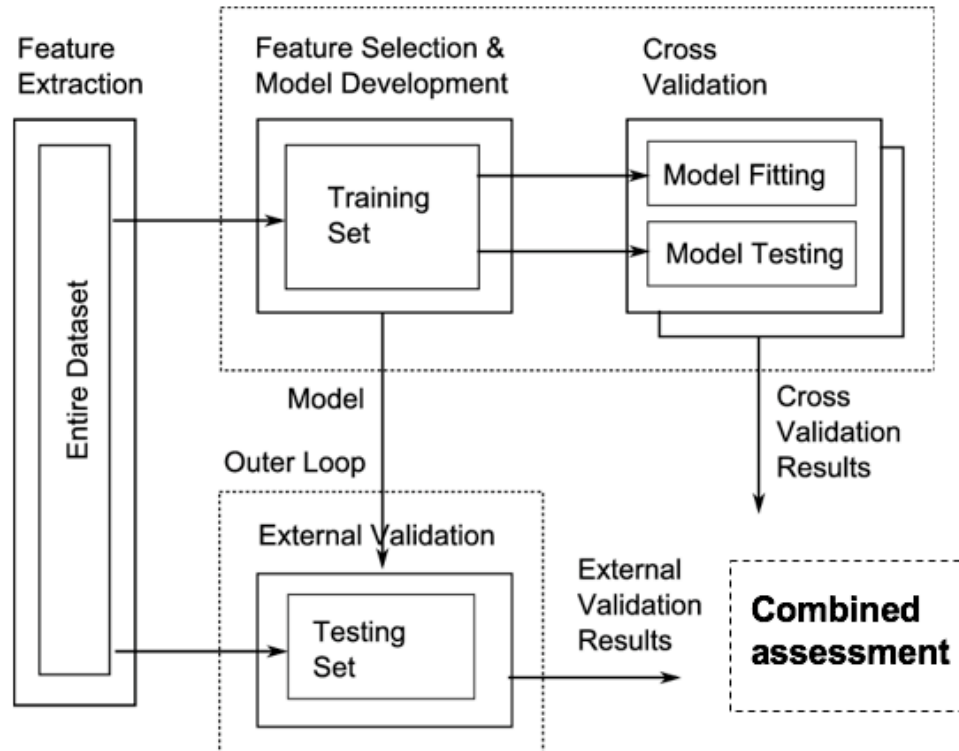 Feature
Extraction
Entire Dataset
Feature Selection &
Model Development
Training
Set
Cross
Validation
Model Fitting
Model Testing
Model
Cross
Validation
Results
Outer Loop
External Validation
Testing
Set
External
Validation
Results
Combined
assessment